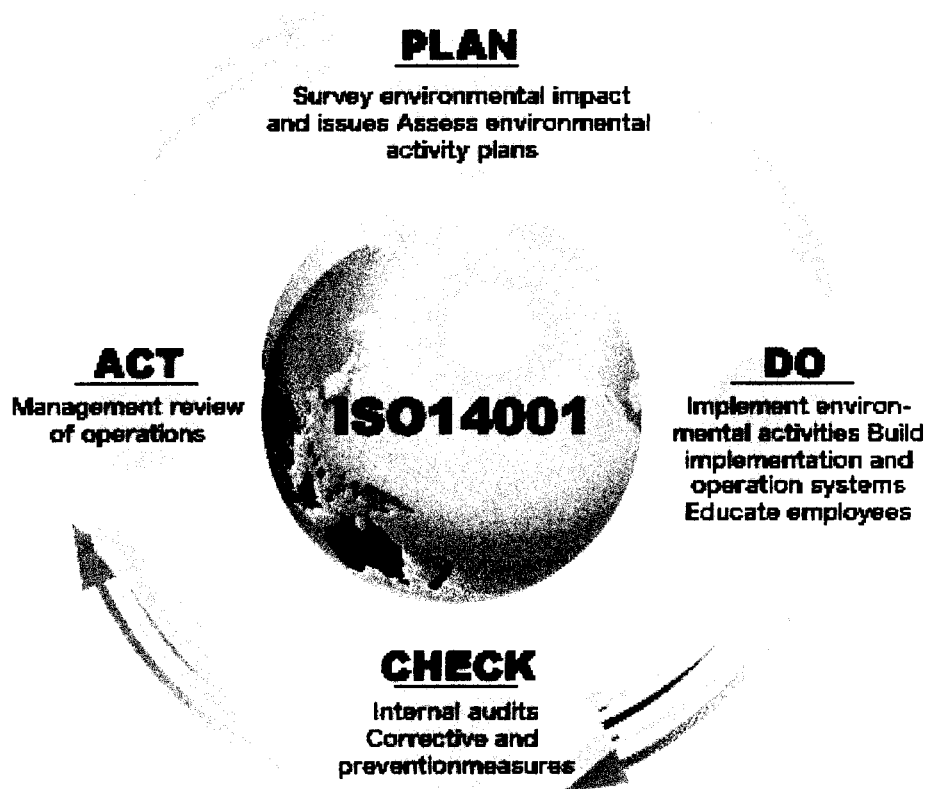 PLAN
Survey environmental impact
and issues Assess environmental
activity plans
ACT
Management review
of operations
ISO14001
DO
Implement environ-
mental activities Build
implementation and
operation systems
Educate employees
CHECK
Internal audits
Corrective and
preventionmeasures